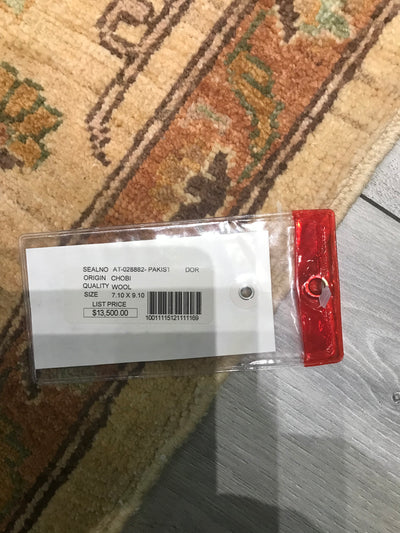 SEALNO AT-028882- PAKIST DOR
ORIGIN CHOBI
QUALITY WOOL
SIZE 7.10 X 9.10
LIST PRICE
$13,500.00
10011115121111169